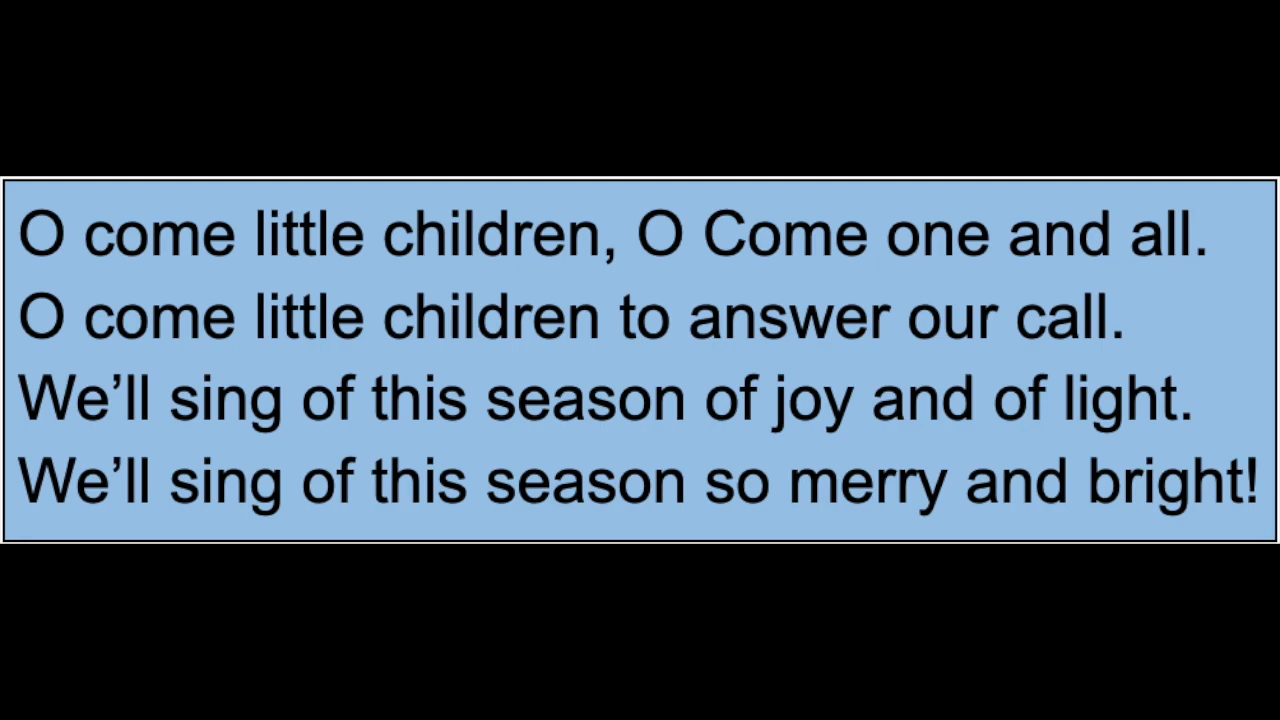 O come little children, O Come one and all.
O come little children to answer our call.
We’ll sing of this season of joy and of light.
We’ll sing of this season so merry and bright!